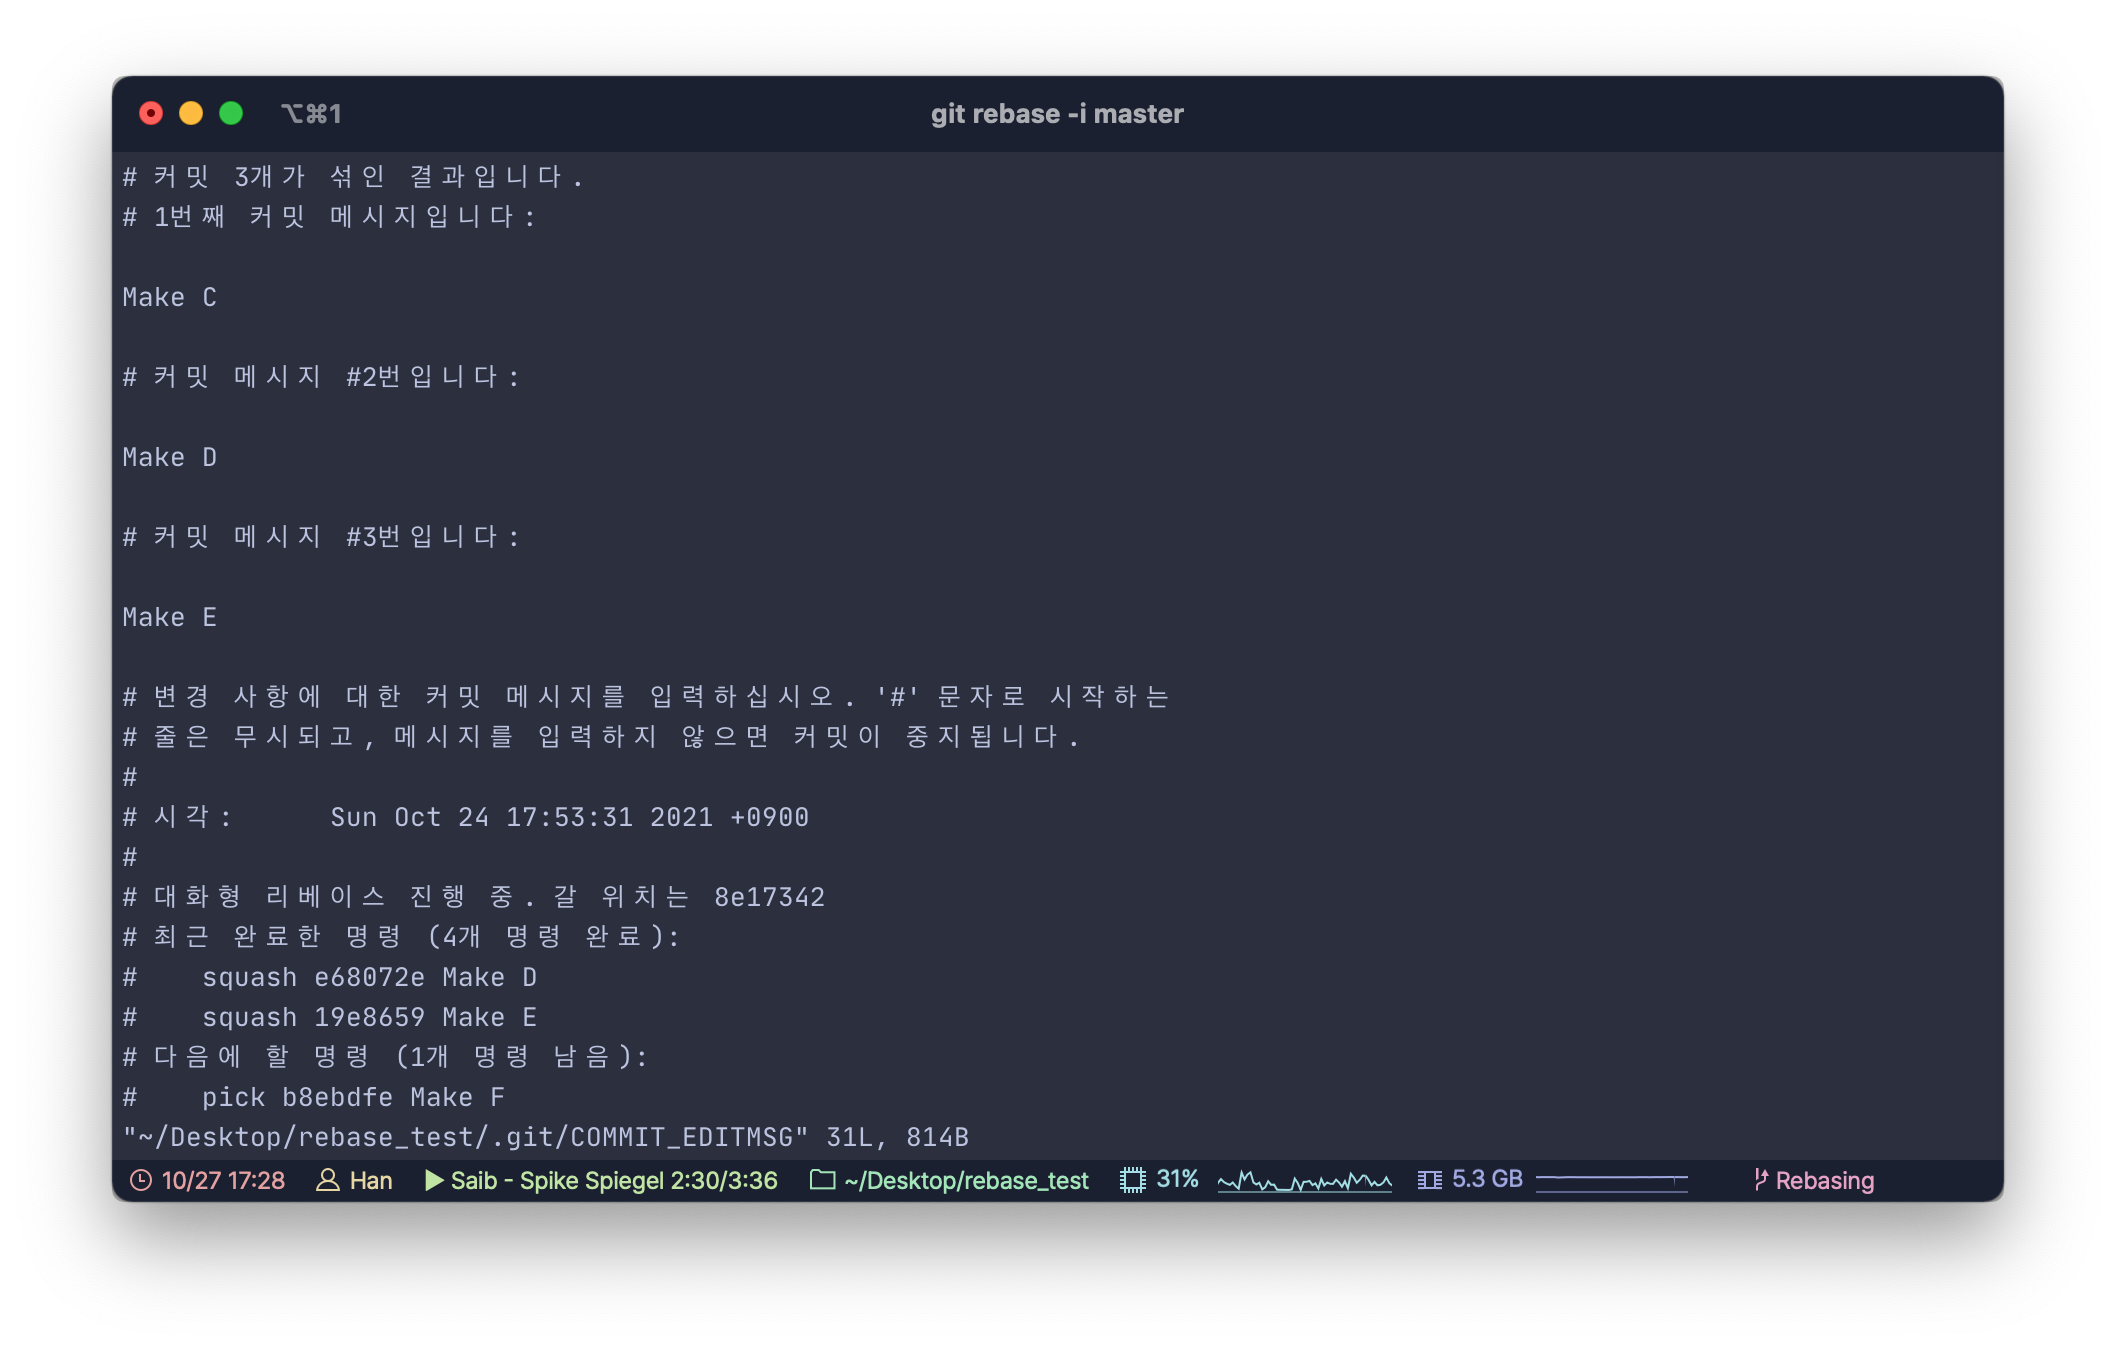 ⌥⌘1
git rebase -i master
# 커밋 3개가 섞인 결과입니다.
# 1번째 커밋 메시지입니다:
Make C
# 커밋 메시지 #2번입니다:
Make D
# 커밋 메시지 #3번입니다:
Make E
# 변경 사항에 대한 커밋 메시지를 입력하십시오. '#' 문자로 시작하는
# 줄은 무시되고, 메시지를 입력하지 않으면 커밋이 중지됩니다.
#
# 시각:      Sun Oct 24 17:53:31 2021 +0900
#
# 대화형 리베이스 진행 중. 갈 위치는 8e17342
# 최근 완료한 명령 (4개 명령 완료):
#    squash e68072e Make D
#    squash 19e8659 Make E
# 다음에 할 명령 (1개 명령 남음):
#    pick b8ebdfe Make F
"~/Desktop/rebase_test/.git/COMMIT_EDITMSG" 31L, 814B
10/27 17:28 Han Saib - Spike Spiegel 2:30/3:36 ~/Desktop/rebase_test 31% 5.3 GB Rebasing